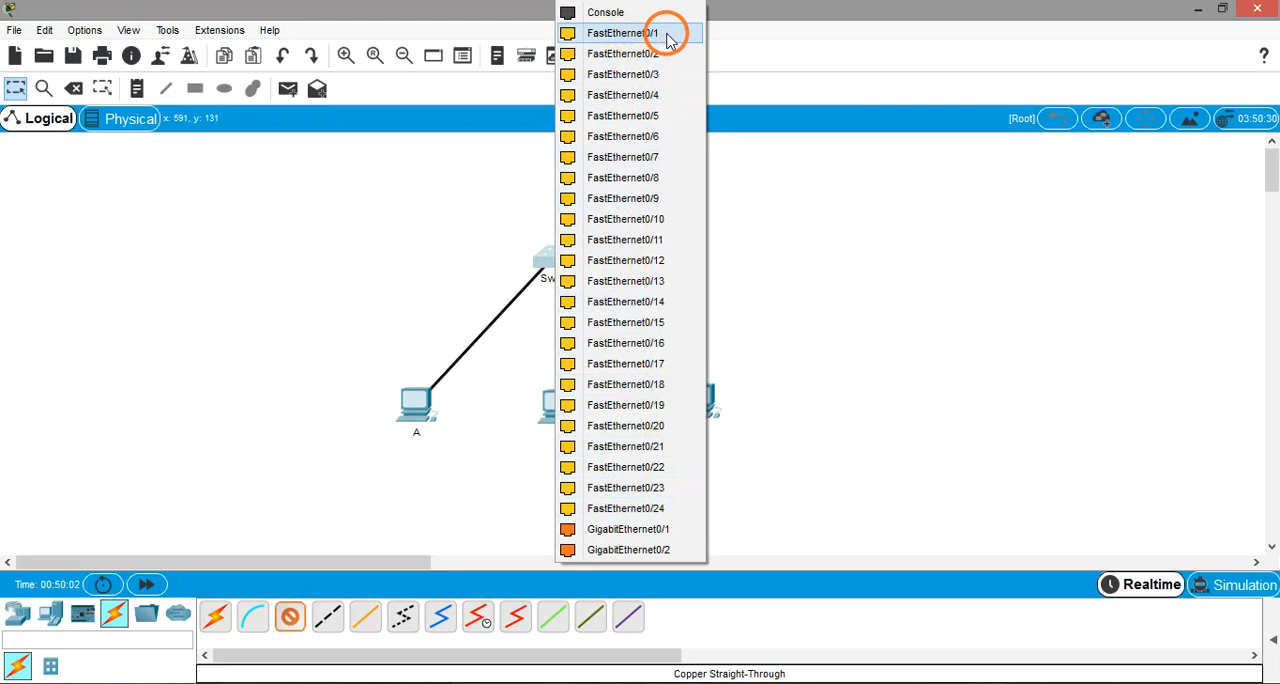 Console
FastEthernet0/1
File Edit Options View Tools Extensions Help
FastEthernet0/2
FastEthernet0/3
FastEthernet0/4
Logical Physical x: 591, y: 131 [Root] 03:50:30
FastEthernet0/5
FastEthernet0/6
FastEthernet0/7
FastEthernet0/8
FastEthernet0/9
FastEthernet0/10
FastEthernet0/11
FastEthernet0/12
Sw
FastEthernet0/13
FastEthernet0/14
FastEthernet0/15
FastEthernet0/16
FastEthernet0/17
FastEthernet0/18
FastEthernet0/19
FastEthernet0/20
A
FastEthernet0/21
FastEthernet0/22
FastEthernet0/23
FastEthernet0/24
GigabitEthernet0/1
GigabitEthernet0/2
Time: 00:50:02 Realtime Simulation
Copper Straight-Through